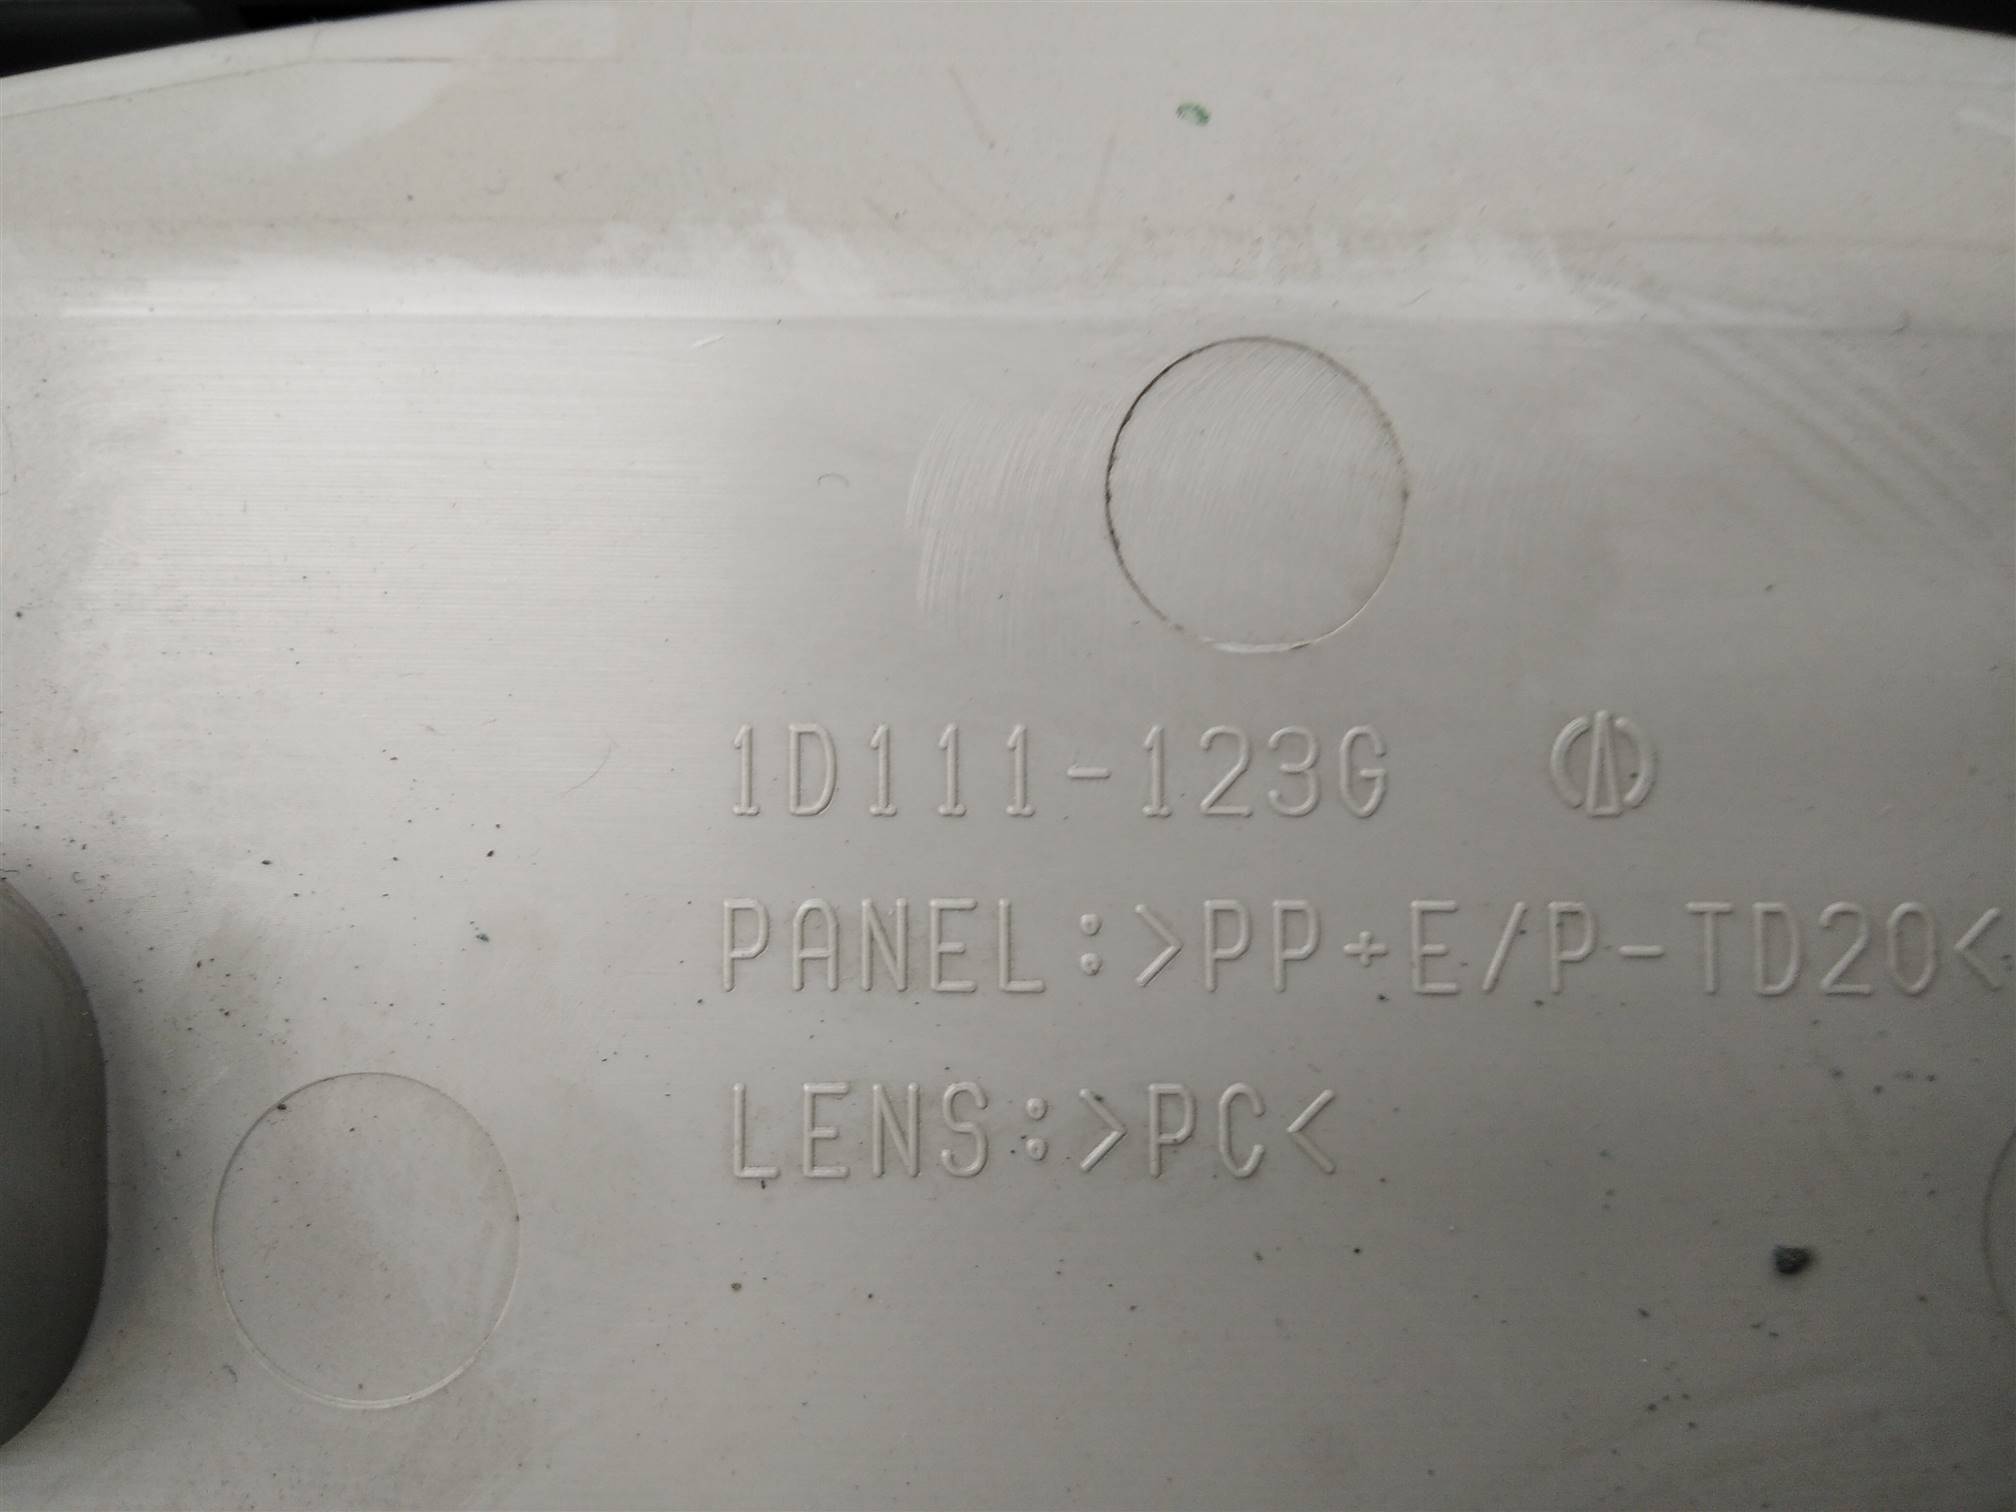 1D111-123G
PANEL:>PP+E/P-TD20<
LENS:>PC<